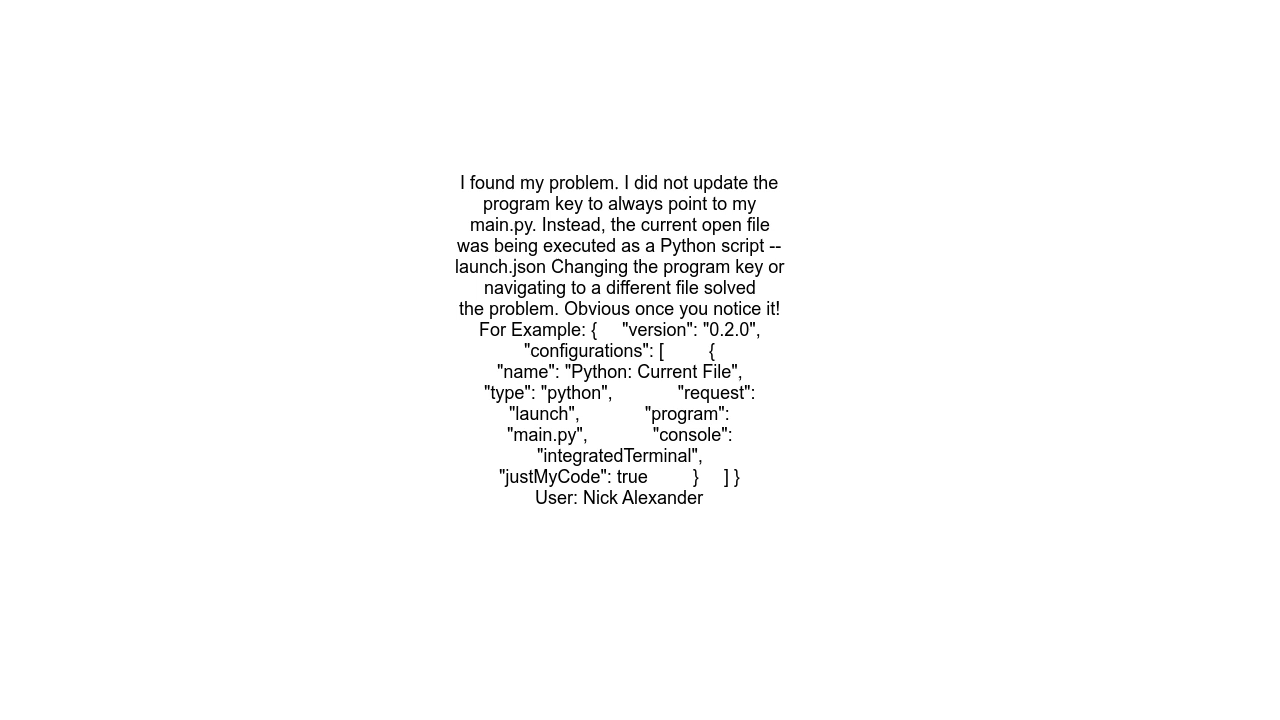 I found my problem. I did not update the
program key to always point to my
main.py. Instead, the current open file
was being executed as a Python script --
launch.json Changing the program key or
navigating to a different file solved
the problem. Obvious once you notice it!
For Example: {     "version": "0.2.0",
"configurations": [         {
"name": "Python: Current File",
"type": "python",             "request":
"launch",             "program":
"main.py",             "console":
"integratedTerminal",
"justMyCode": true         }     ] }
User: Nick Alexander